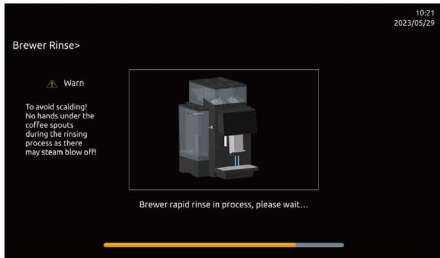 10:21
2023/05/29
Brewer Rinse>
Warn
To avoid scalding!
No hands under the
coffee spouts
during the rinsing
process as there
may steam blow off!
Brewer rapid rinse in process, please wait...